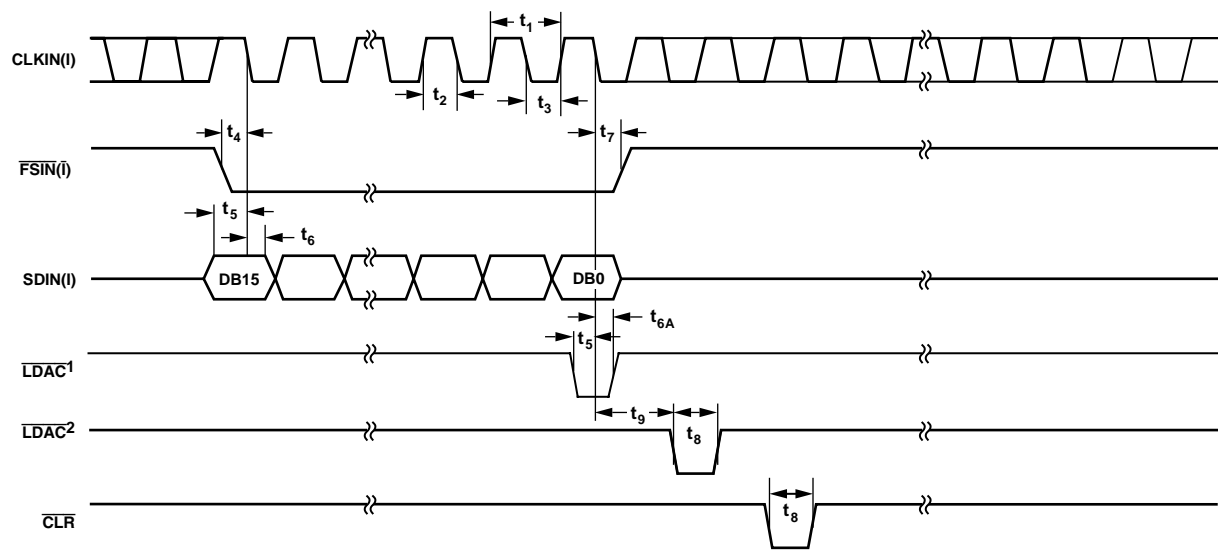 t1
CLKIN(I)
t2
t3
t4
t7
FSIN(I)
t5
t6
SDIN(I)
DB15
DB0
t6A
t5
LDAC1
t9
t8
LDAC2
t8
CLR